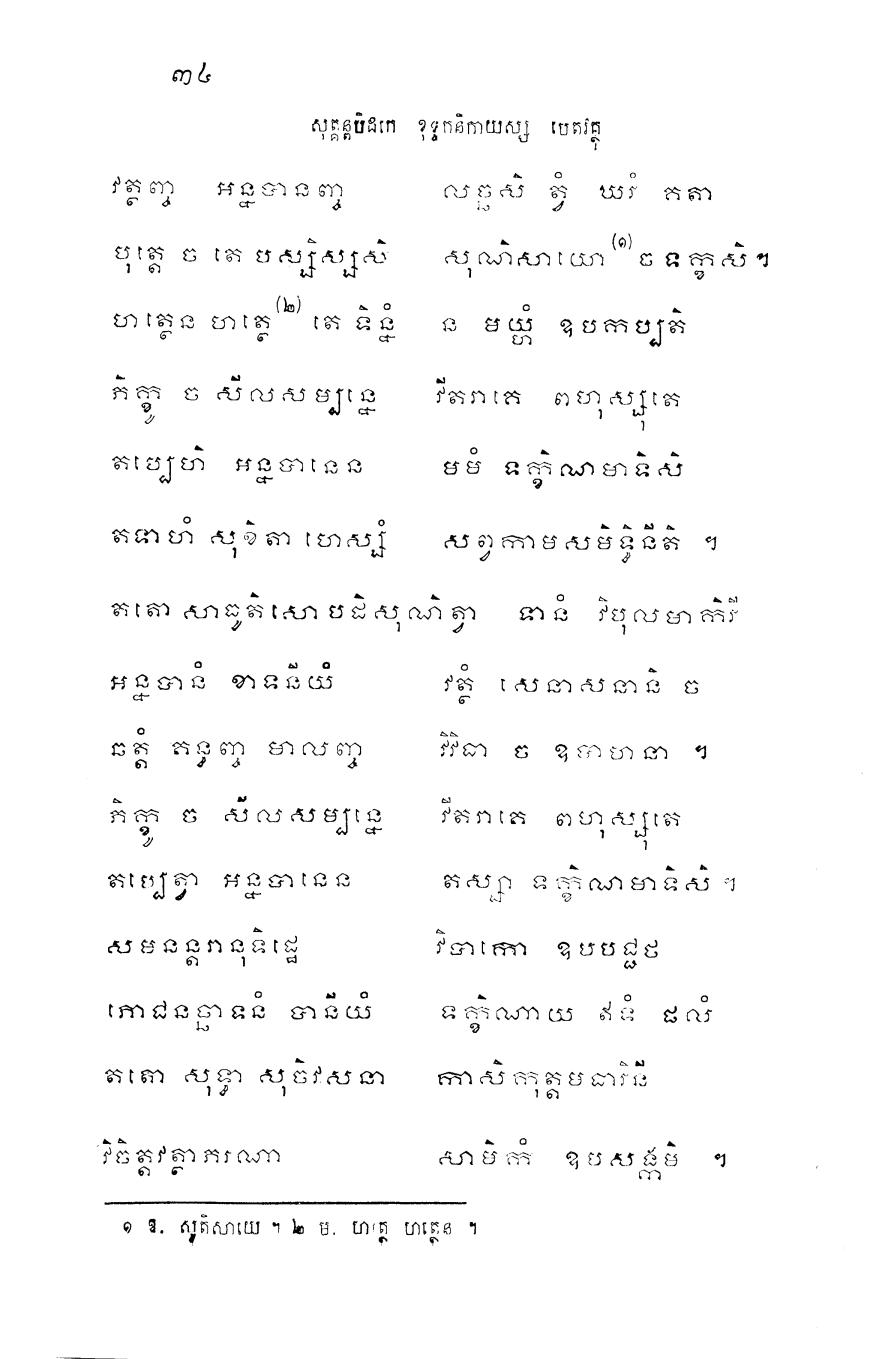 ៣៤
សុត្តន្តបិដកេ ខុទ្ទកនិកាយស្ស បេតវត្ថុ
វត្ថញ្ច អន្នបានញ្ច លច្ឆសិ ត្វំ ឃរំ គតា
បុត្តេ ច តេ បស្សិស្សសិ សុណិសាយោ(១) ច ទក្ខសិ។
ហត្ថេន ហត្ថេ(២) តេ ទិន្នំ ន មយ្ហំ ឧបកប្បតិ
ភិក្ខូ ច សីលសម្បន្នេ វីតរាគេ ពហុស្សុតេ
តប្បេហិ អន្នបានេន មមំ ទក្ខិណមាទិសិ
តទាហំ សុខិតា ហេស្សំ សព្វកាមសមិទ្ធិនីតិ ។
តតោ សាធូតិ សោ បដិសុណិត្វា ទានំ វិបុលមាកិរី
អន្នបានំ ខាទនីយំ វត្ថំ សេនាសនានិ ច
ឆត្តំ គន្ធញ្ច មាលញ្ច វិវិធា ច ឧបាហនា ។
ភិក្ខូ ច សីលសម្បន្នេ វីតរាគេ ពហុស្សុតេ
តប្បេត្វា អន្នបានេន តស្សា ទក្ខិណមាទិសិ ។
សមនន្តរានុទិដ្ឋេ វិបាកោ ឧបបជ្ជថ
ភោជនច្ឆាទនំ បានីយំ ទក្ខិណាយ ឥទំ ផលំ
តតោ សុទ្ធា សុចិវសនា កាសិកុត្តមធារិនី
វិចិត្តវត្ថាភរណា សាមិកំ ឧបសង្កមិ ។
១ ឱ. សូតិសាយេ ។ ២ ម. ហត្ថេ ហត្ថេន ។